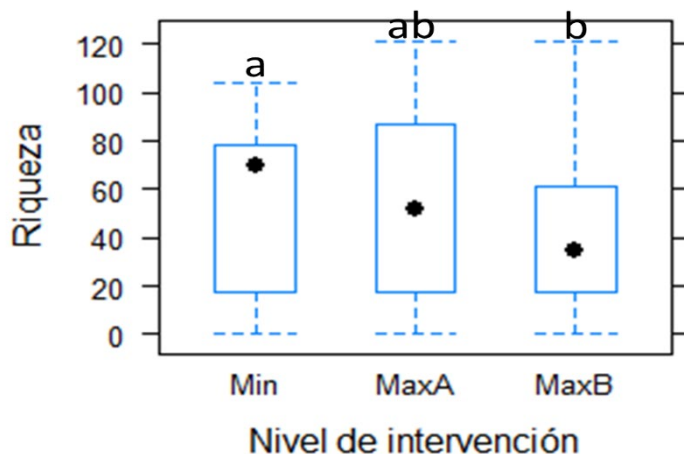 ab b
a
120
100
80
60
40
20
0
Riqueza
Min MaxA MaxB
Nivel de intervención